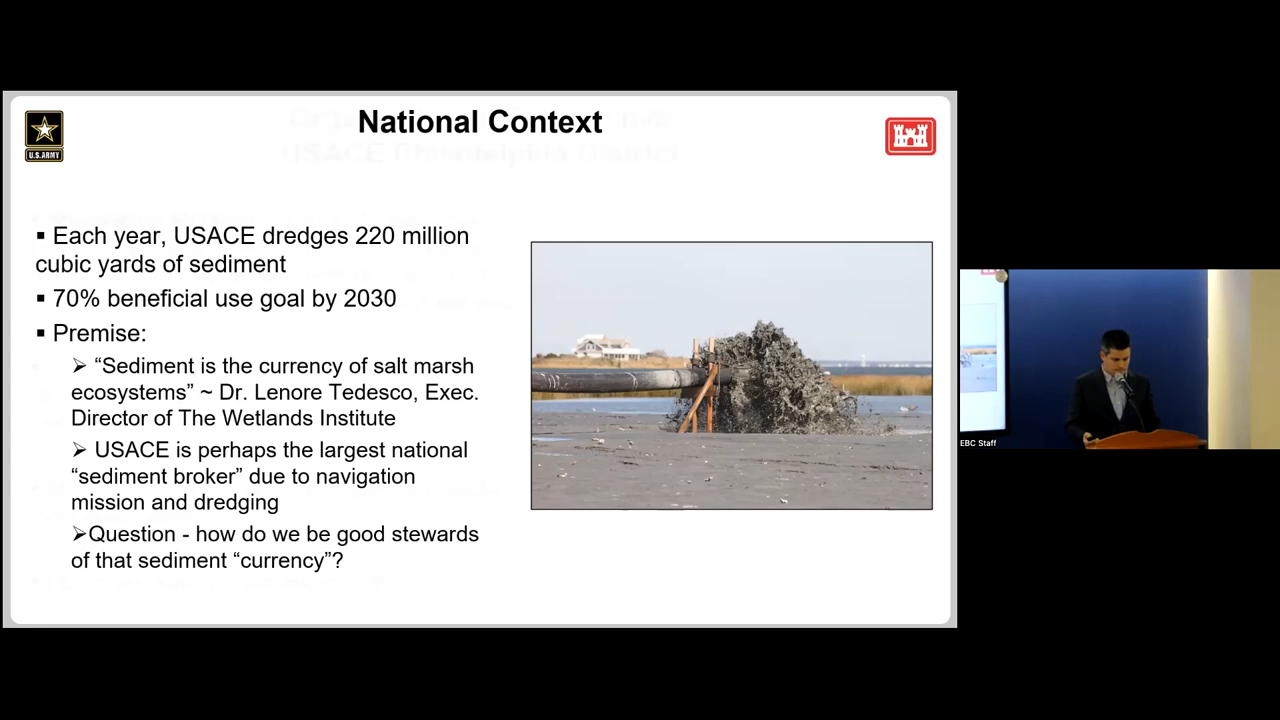 National Context
U.S.ARMY
▪ Each year, USACE dredges 220 million
cubic yards of sediment
▪ 70% beneficial use goal by 2030
▪ Premise:
➢ “Sediment is the currency of salt marsh
ecosystems” ~ Dr. Lenore Tedesco, Exec.
Director of The Wetlands Institute
➢ USACE is perhaps the largest national
“sediment broker” due to navigation
mission and dredging
➢Question - how do we be good stewards
of that sediment “currency”?
EBC Staff